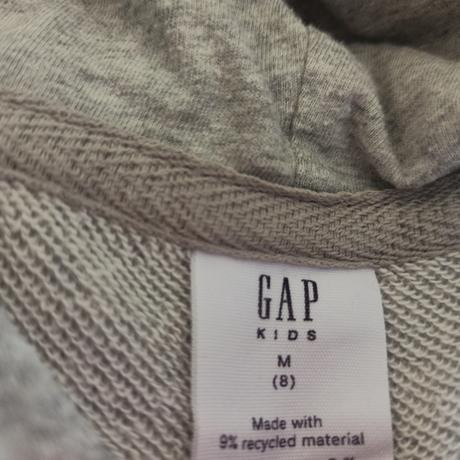 GAP
KIDS
M
(8)
Made with
9% recycled material